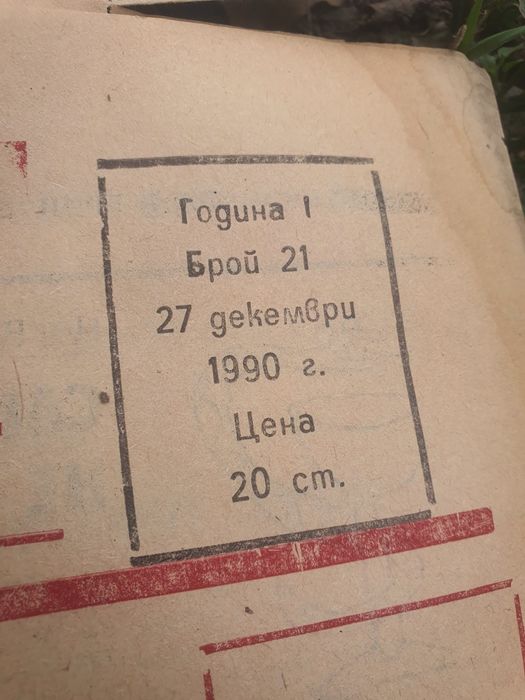 Година I
Брой 21
27 декември
1990 г.
Цена
20 ст.